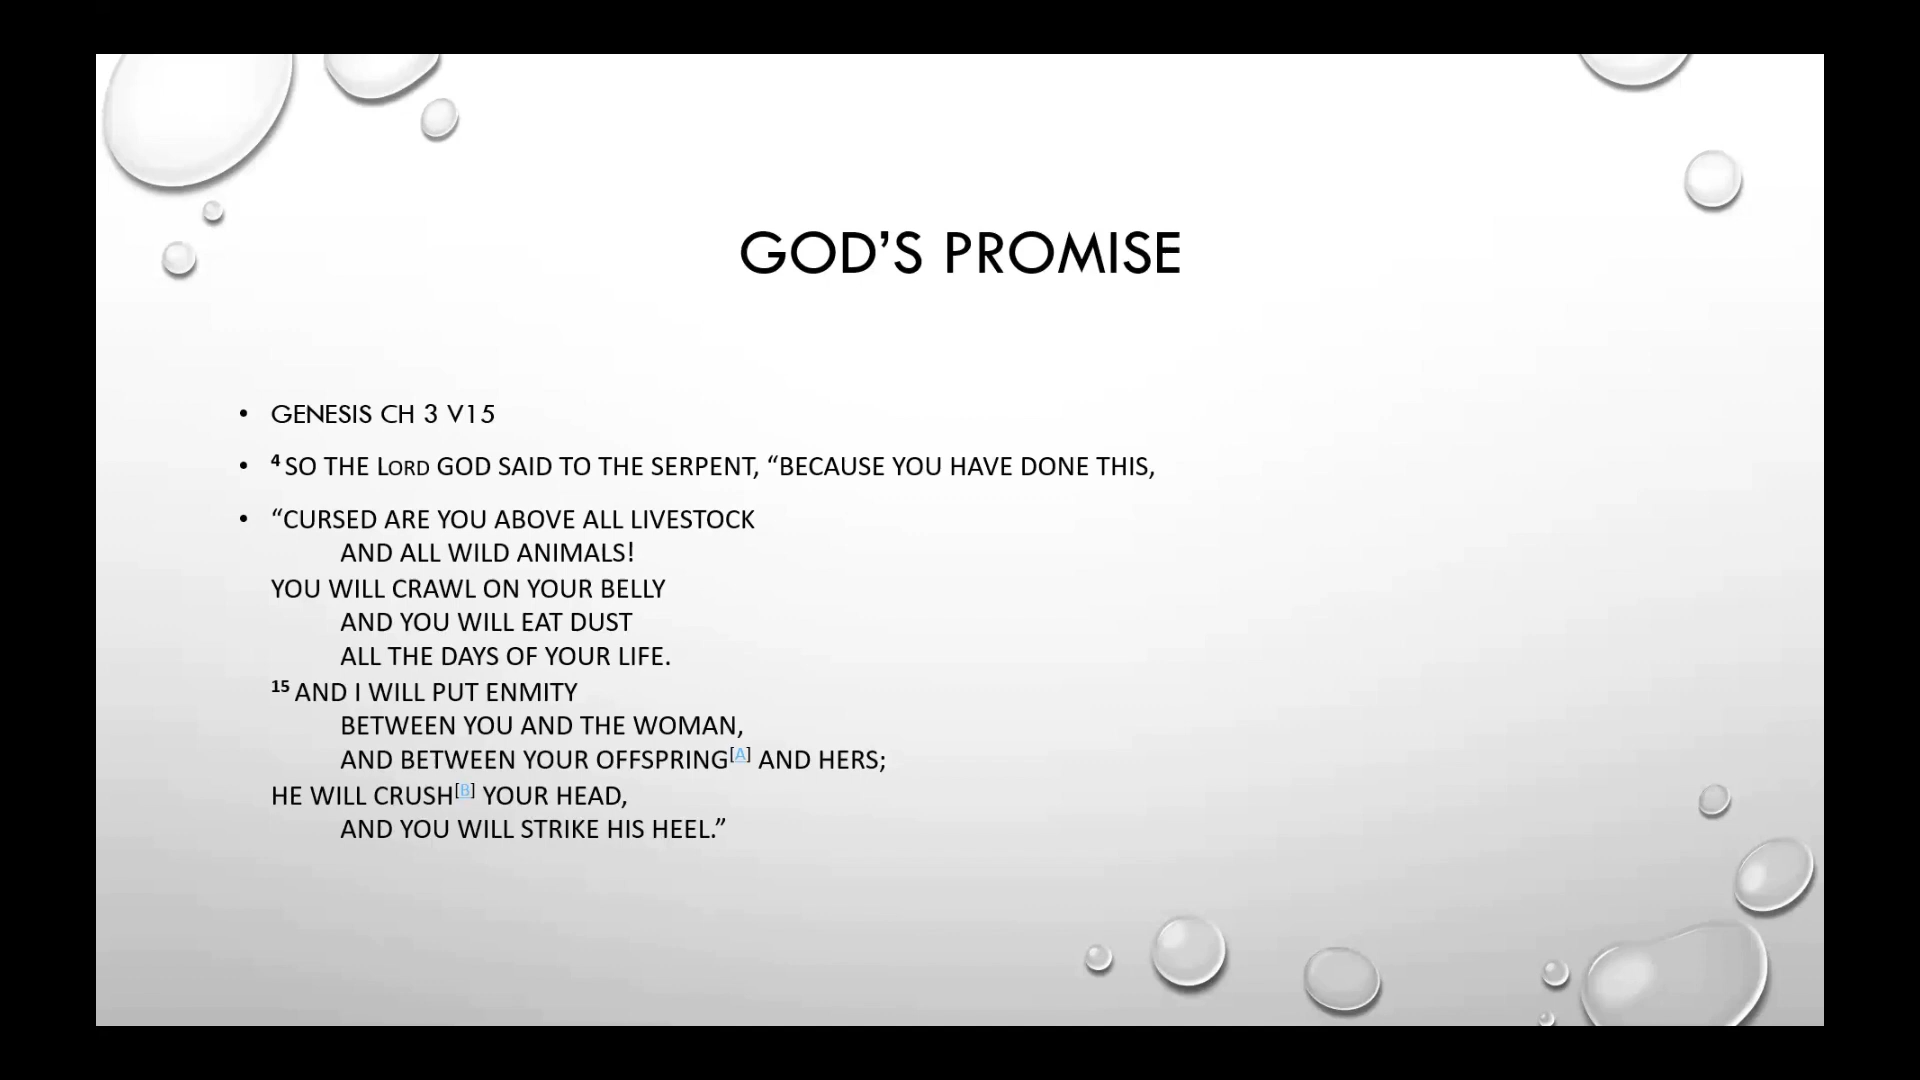 GOD’S PROMISE
• GENESIS CH 3 V15
• 4 SO THE LORD GOD SAID TO THE SERPENT, “BECAUSE YOU HAVE DONE THIS,
• “CURSED ARE YOU ABOVE ALL LIVESTOCK
AND ALL WILD ANIMALS!
YOU WILL CRAWL ON YOUR BELLY
AND YOU WILL EAT DUST
ALL THE DAYS OF YOUR LIFE.
15 AND I WILL PUT ENMITY
BETWEEN YOU AND THE WOMAN,
AND BETWEEN YOUR OFFSPRING[A] AND HERS;
HE WILL CRUSH[B] YOUR HEAD,
AND YOU WILL STRIKE HIS HEEL.”